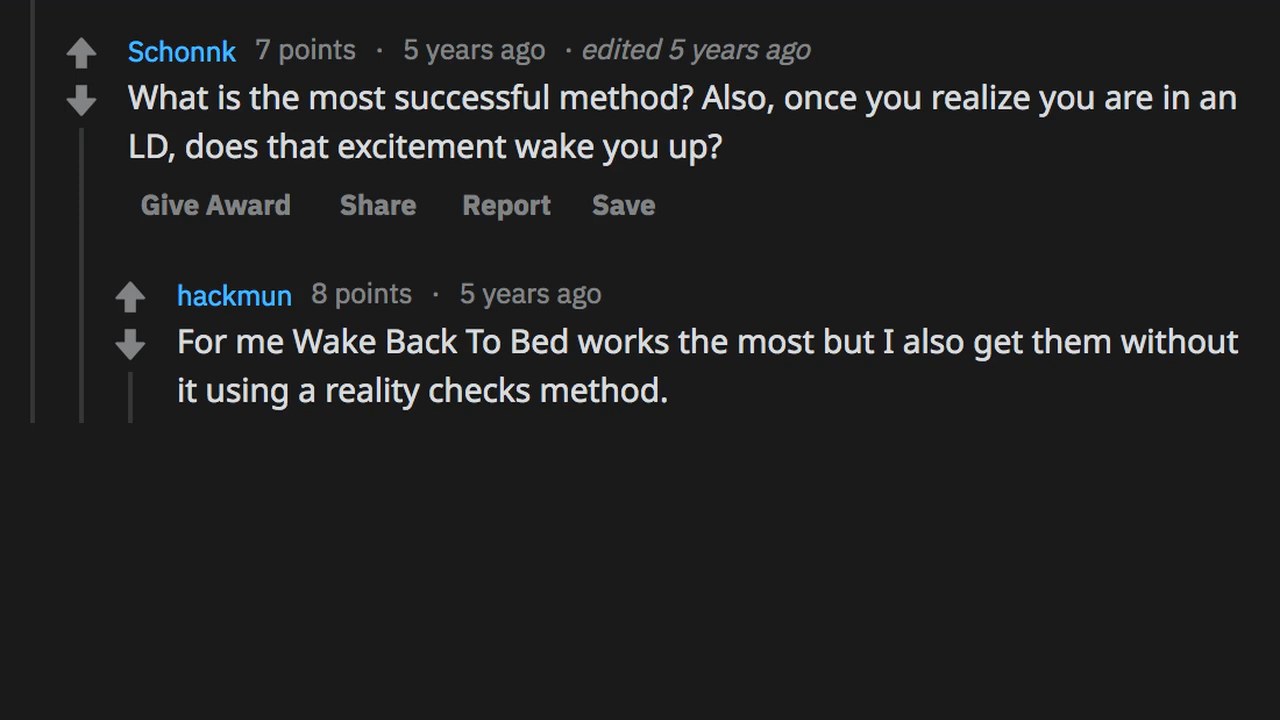 Schonnk 7 points · 5 years ago · edited 5 years ago
What is the most successful method? Also, once you realize you are in an
LD, does that excitement wake you up?
Give Award Share Report Save
hackmun 8 points · 5 years ago
For me Wake Back To Bed works the most but I also get them without
it using a reality checks method.